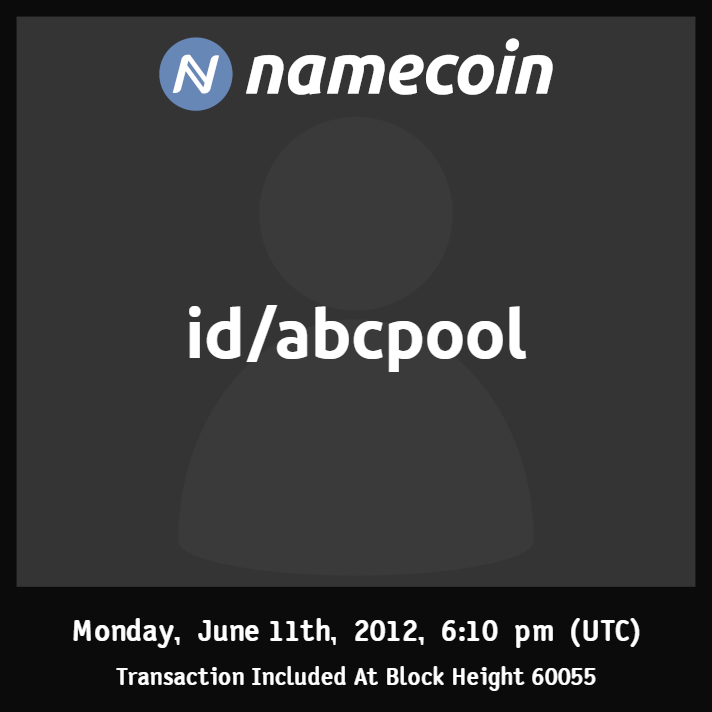 namecoin
id/abcpool
Monday, June 11th, 2012, 6:10 pm (UTC)
Transaction Included At Block Height 60055